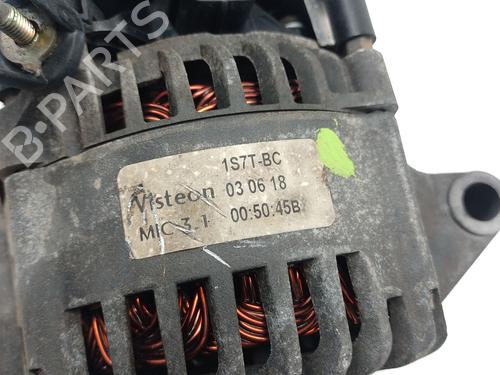 B-PARTS
1S7T-BC
Visteon 03 06 18
MIC 3.1 00:50:45B